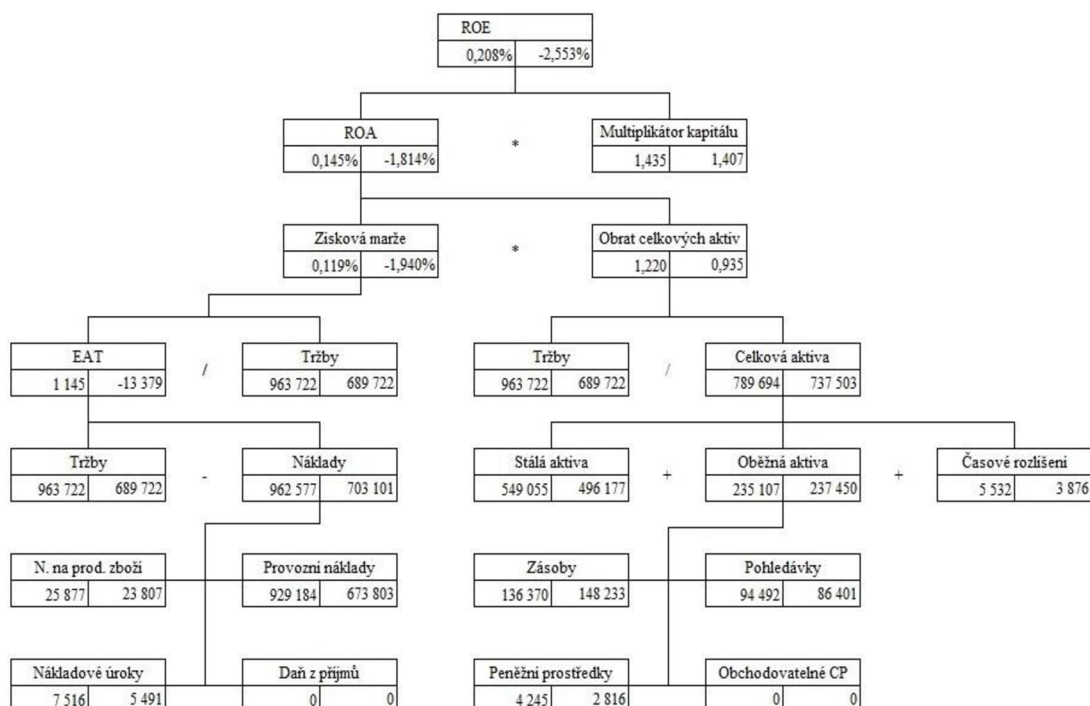 ROE
0,208% -2,553%
ROA * Multiplikátor kapitálu
0,145% -1,814% 1,435 1,407
Zisková marže * Obrat celkových aktiv
0,119% -1,940% 1,220 0,935
EAT / Tržby Tržby / Celková aktiva
1 145 -13 379 963 722 689 722 963 722 689 722 789 694 737 503
Tržby - Náklady Stálá aktiva + Oběžná aktiva + Časové rozlišení
963 722 689 722 962 577 703 101 549 055 496 177 235 107 237 450 5 532 3 876
N. na prod. zboží Provozní náklady Zásoby Pohledávky
25 877 23 807 929 184 673 803 136 370 148 233 94 492 86 401
Nákladové úroky Daň z příjmů Peněžní prostředky Obchodovatelné CP
7 516 5 491 0 0 4 245 2 816 0 0